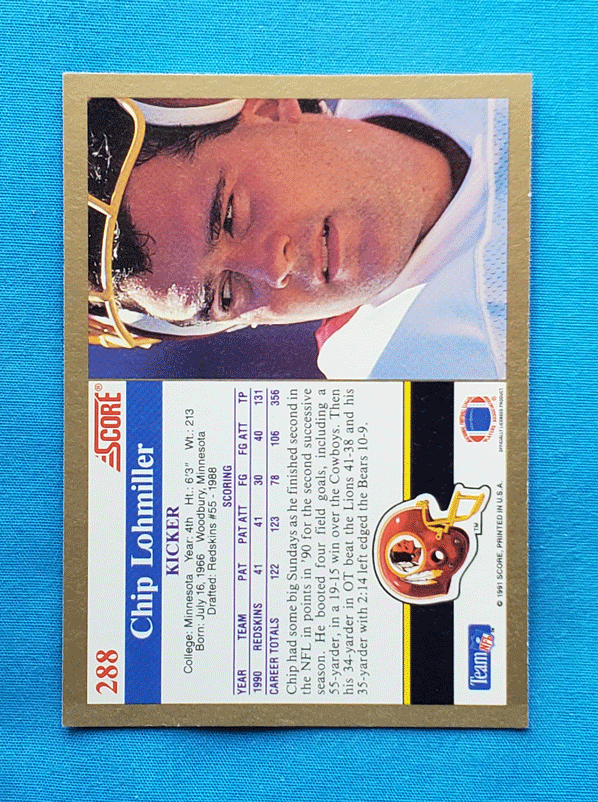 288
SCORE®
Chip Lohmiller
KICKER
College: Minnesota Year: 4th Ht.: 6'3" Wt.: 213
Born: July 16, 1966 Woodbury, Minnesota
Drafted: Redskins #55 - 1988
SCORING
YEAR TEAM PAT PAT ATT FG FG ATT TP
1990 REDSKINS 41 41 30 40 131
CAREER TOTALS 122 123 78 106 356
Chip had some big Sundays as he finished second in
the NFL in points in '90 for the second successive
season. He booted four field goals, including a
55-yarder, in a 19-15 win over the Cowboys. Then
his 34-yarder in OT beat the Lions 41-38 and his
35-yarder with 2:14 left edged the Bears 10-9.
TM
Team NFL
© 1991 SCORE, PRINTED IN U.S.A.
OFFICIALLY LICENSED PRODUCT